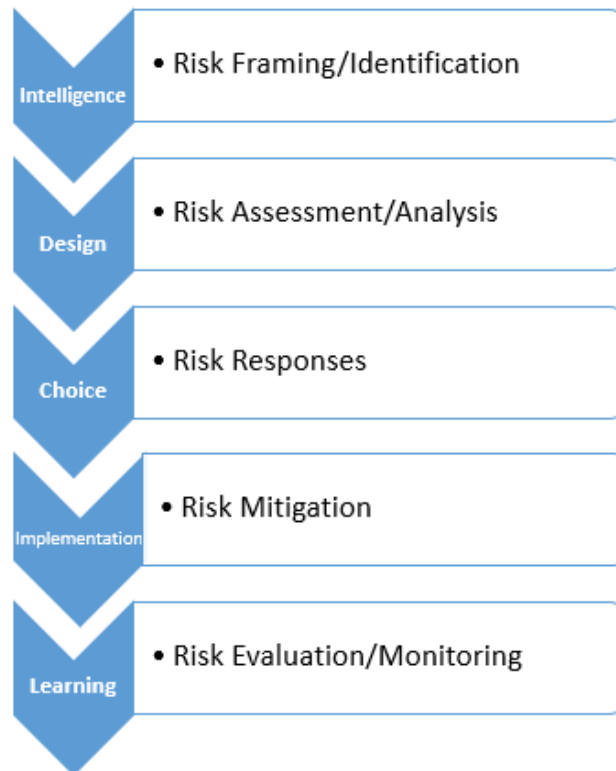 • Risk Framing/Identification
Intelligence
• Risk Assessment/Analysis
Design
• Risk Responses
Choice
• Risk Mitigation
Implementation
• Risk Evaluation/Monitoring
Learning